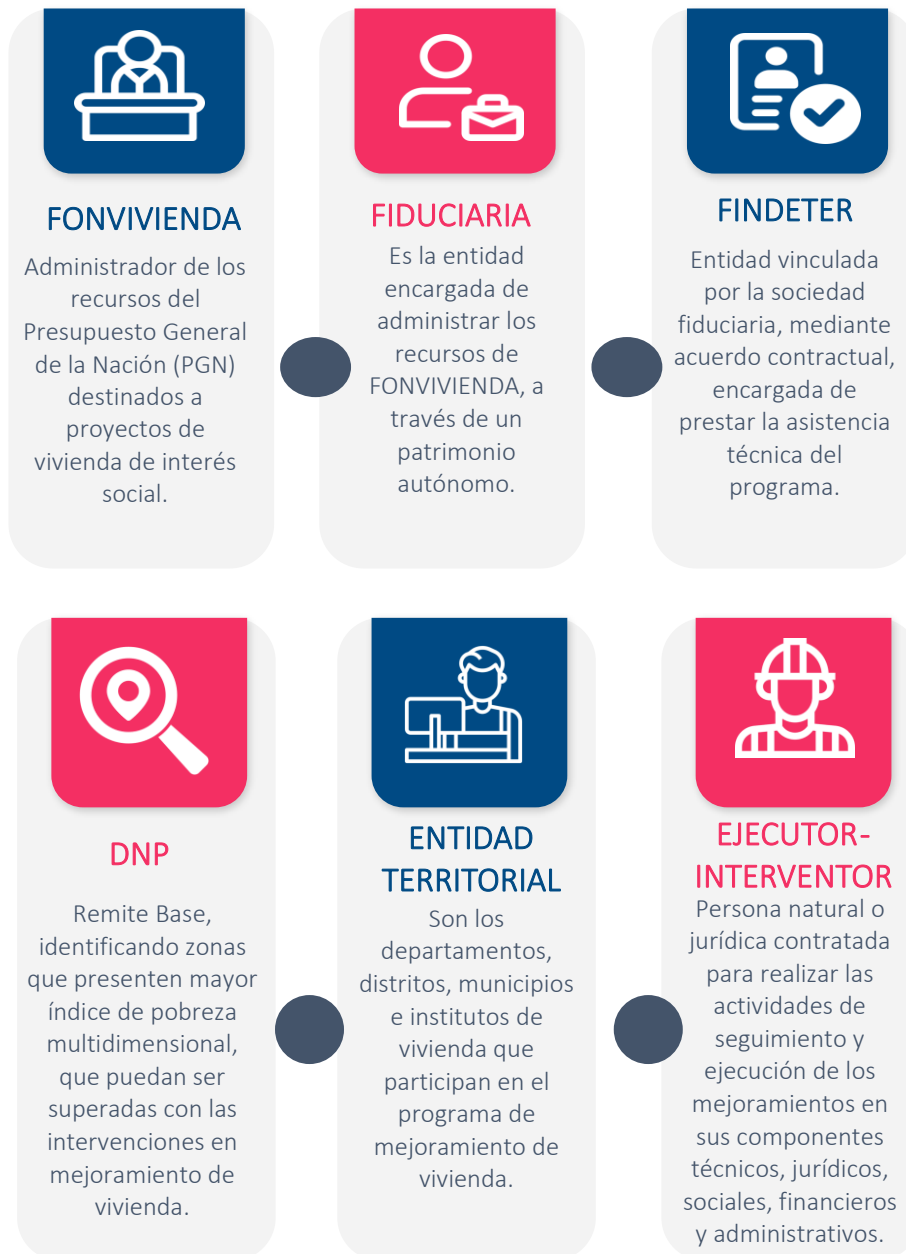 FONVIVIENDA
Administrador de los
recursos del
Presupuesto General
de la Nación (PGN)
destinados a
proyectos de
vivienda de interés
social.
FIDUCIARIA
Es la entidad
encargada de
administrar los
recursos de
FONVIVIENDA, a
través de un
patrimonio
autónomo.
FINDETER
Entidad vinculada
por la sociedad
fiduciaria, mediante
acuerdo contractual,
encargada de
prestar la asistencia
técnica del
programa.
DNP
Remite Base,
identificando zonas
que presenten mayor
índice de pobreza
multidimensional,
que puedan ser
superadas con las
intervenciones en
mejoramiento de
vivienda.
ENTIDAD
TERRITORIAL
Son los
departamentos,
distritos, municipios
e institutos de
vivienda que
participan en el
programa de
mejoramiento de
vivienda.
EJECUTOR-
INTERVENTOR
Persona natural o
jurídica contratada
para realizar las
actividades de
seguimiento y
ejecución de los
mejoramientos en
sus componentes
técnicos, jurídicos,
sociales, financieros
y administrativos.